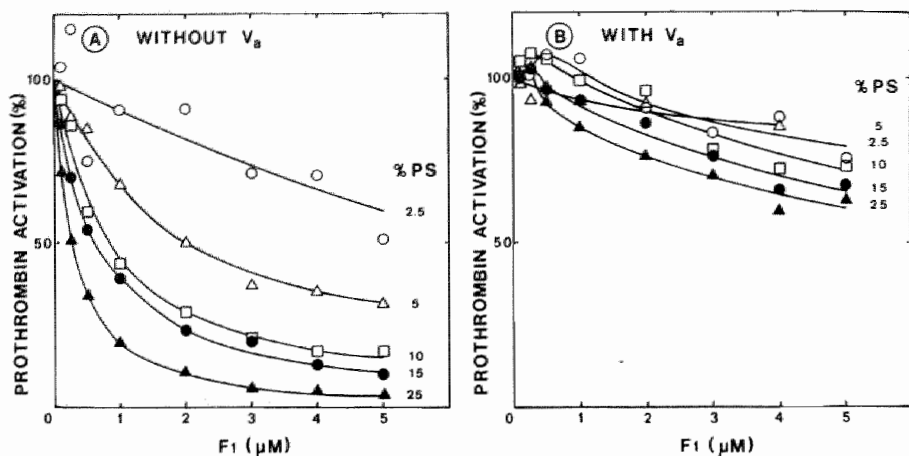 A WITHOUT Va
PROTHROMBIN ACTIVATION (%)
100
50
0
0 1 2 3 4 5
F1 (μM)
% PS
2.5
5
10
15
25
B WITH Va
PROTHROMBIN ACTIVATION (%)
100
50
0 1 2 3 4 5
F1 (μM)
% PS
5
2.5
10
15
25